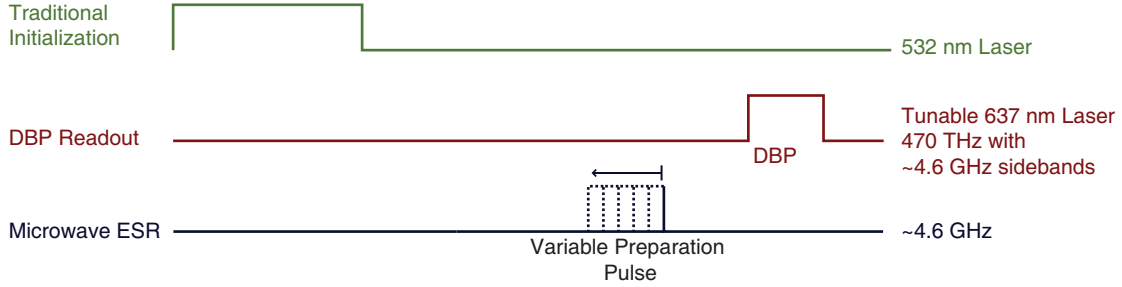 Traditional
Initialization
532 nm Laser
DBP Readout
DBP
Tunable 637 nm Laser
470 THz with
~4.6 GHz sidebands
Microwave ESR
Variable Preparation
Pulse
~4.6 GHz